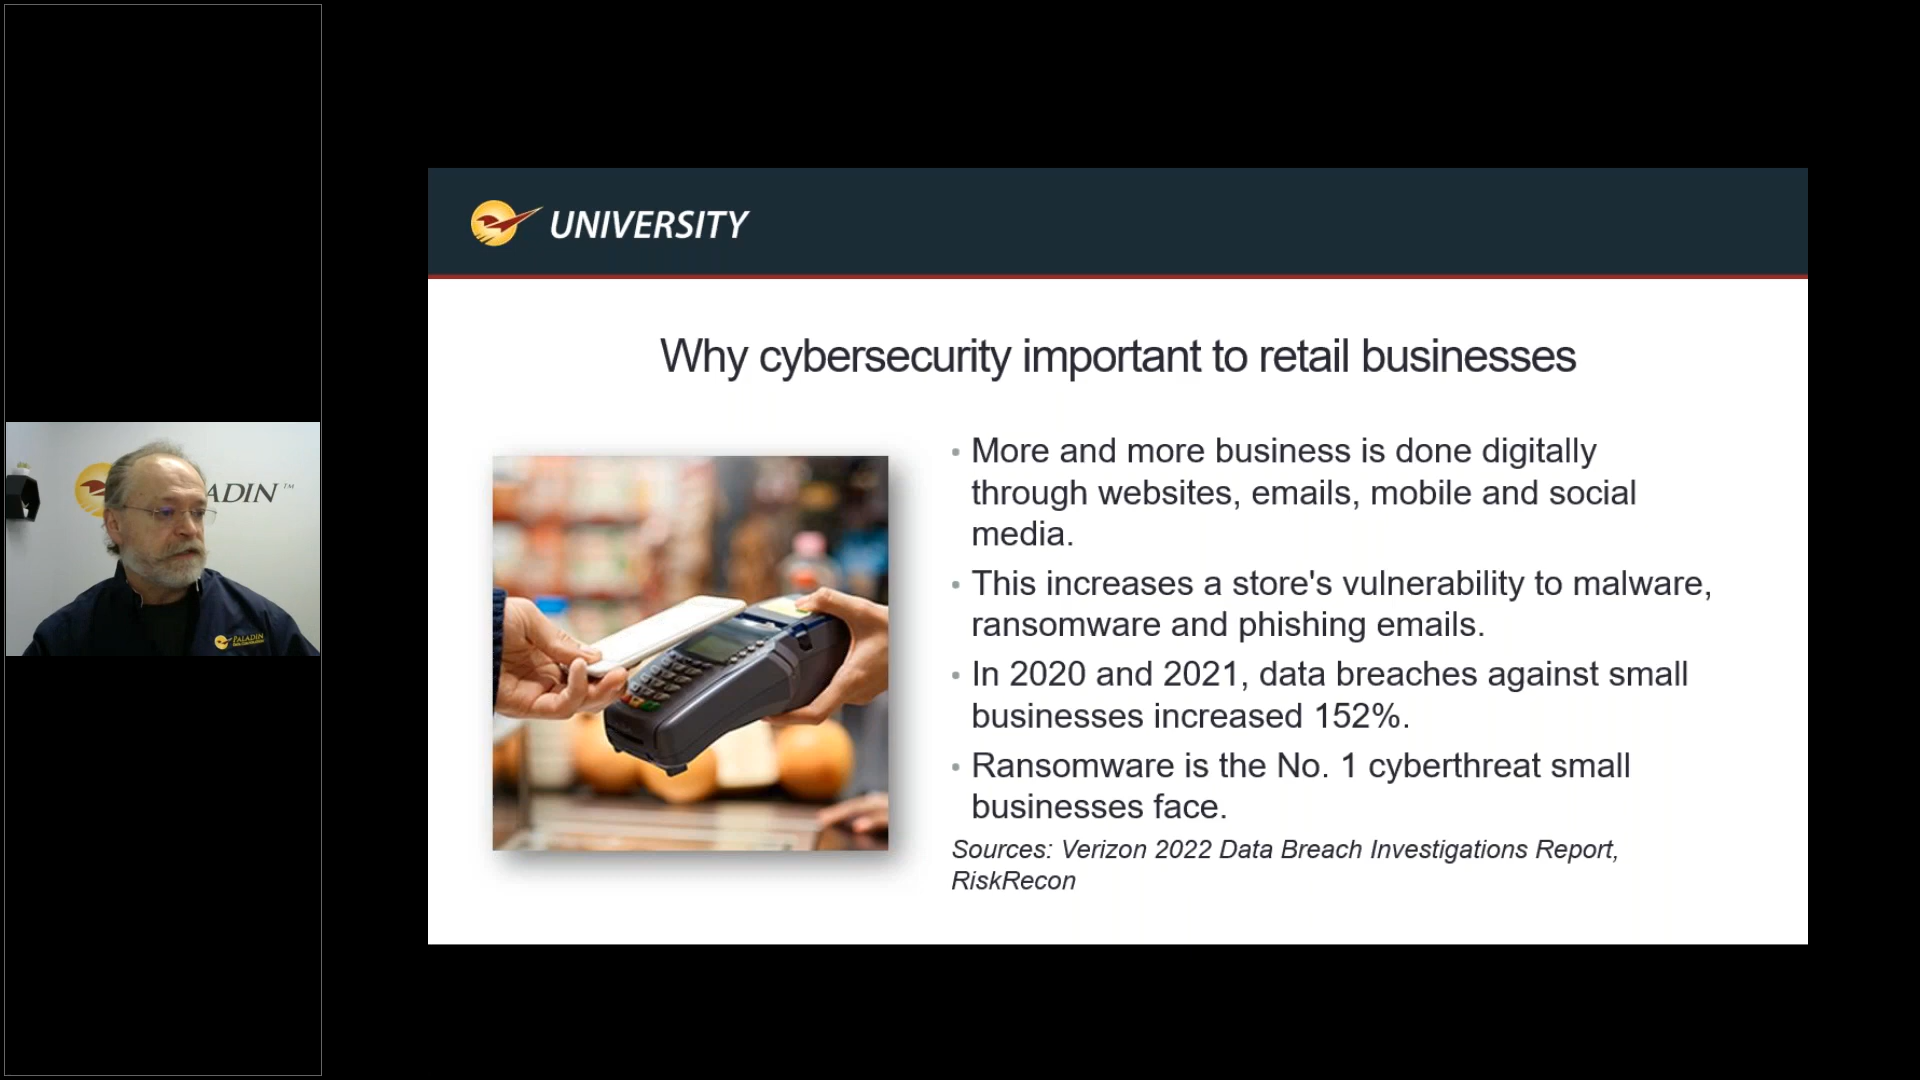 ADIN™
PALADIN
UNIVERSITY
Why cybersecurity important to retail businesses
• More and more business is done digitally
through websites, emails, mobile and social
media.
• This increases a store's vulnerability to malware,
ransomware and phishing emails.
• In 2020 and 2021, data breaches against small
businesses increased 152%.
• Ransomware is the No. 1 cyberthreat small
businesses face.
Sources: Verizon 2022 Data Breach Investigations Report,
RiskRecon